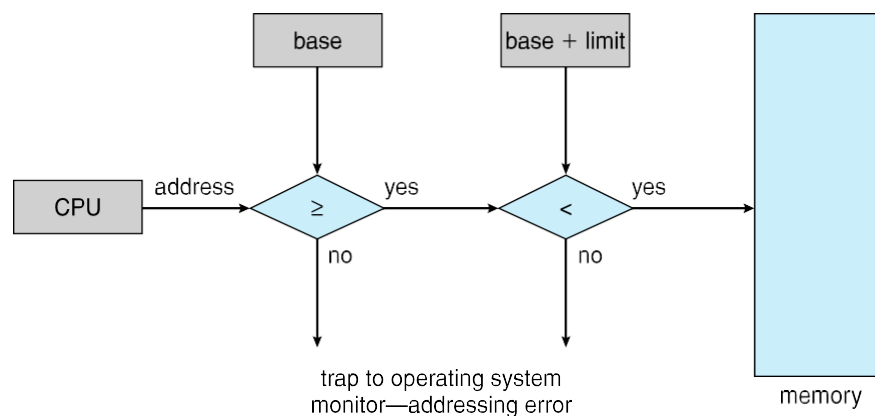 base
base + limit
CPU
address
≥
yes
<
yes
no
no
trap to operating system
monitor—addressing error
memory